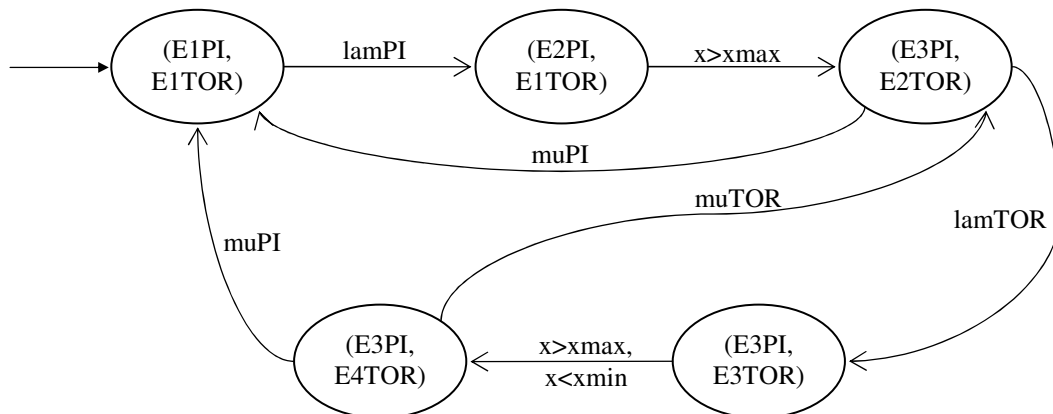 (E1PI,
E1TOR)
lamPI
(E2PI,
E1TOR)
x>xmax
(E3PI,
E2TOR)
muPI
muTOR
lamTOR
muPI
(E3PI,
E4TOR)
x>xmax,
x<xmin
(E3PI,
E3TOR)